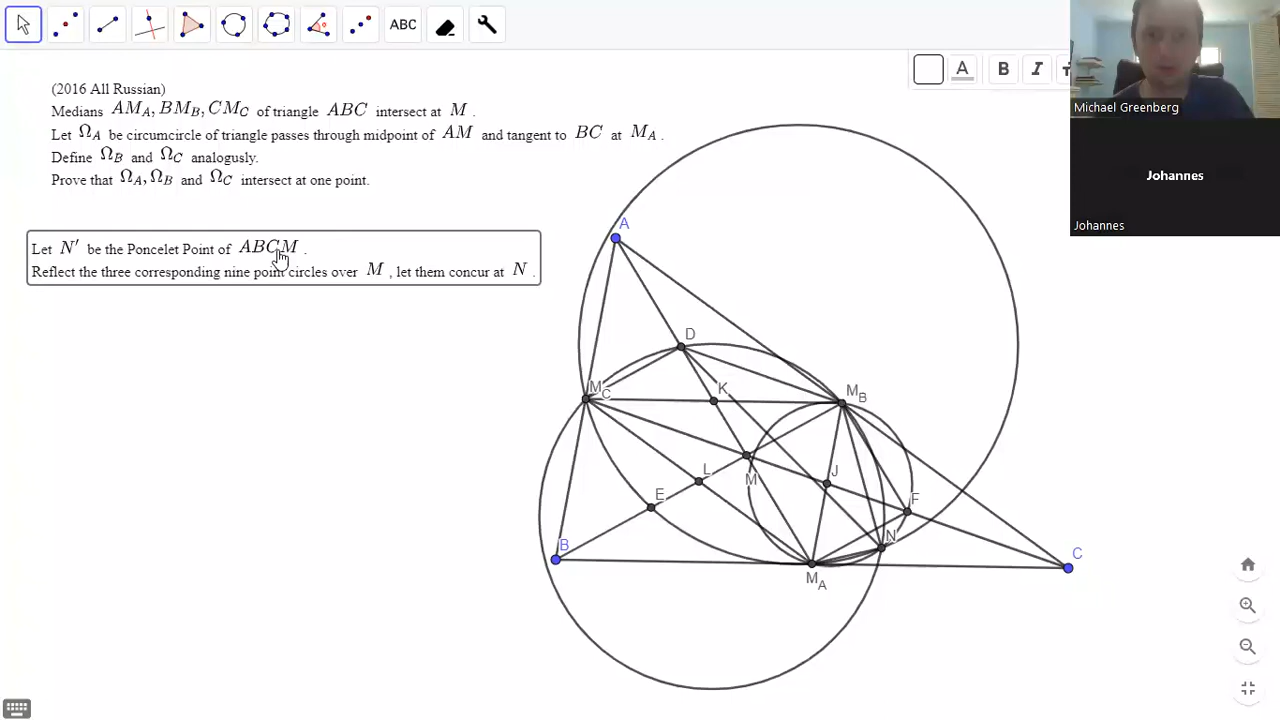 ABC
A B I T
(2016 All Russian)
Medians AM_A, BM_B, CM_C of triangle ABC intersect at M .
Let Ω_A be circumcircle of triangle passes through midpoint of AM and tangent to BC at M_A .
Define Ω_B and Ω_C analogously.
Prove that Ω_A, Ω_B and Ω_C intersect at one point.
Let N′ be the Poncelet Point of ABCM .
Reflect the three corresponding nine point circles over M , let them concur at N .
Michael Greenberg
Johannes
Johannes
A
D
M_C
K
M_B
L
M
J
E
F
B
N
C
M_A